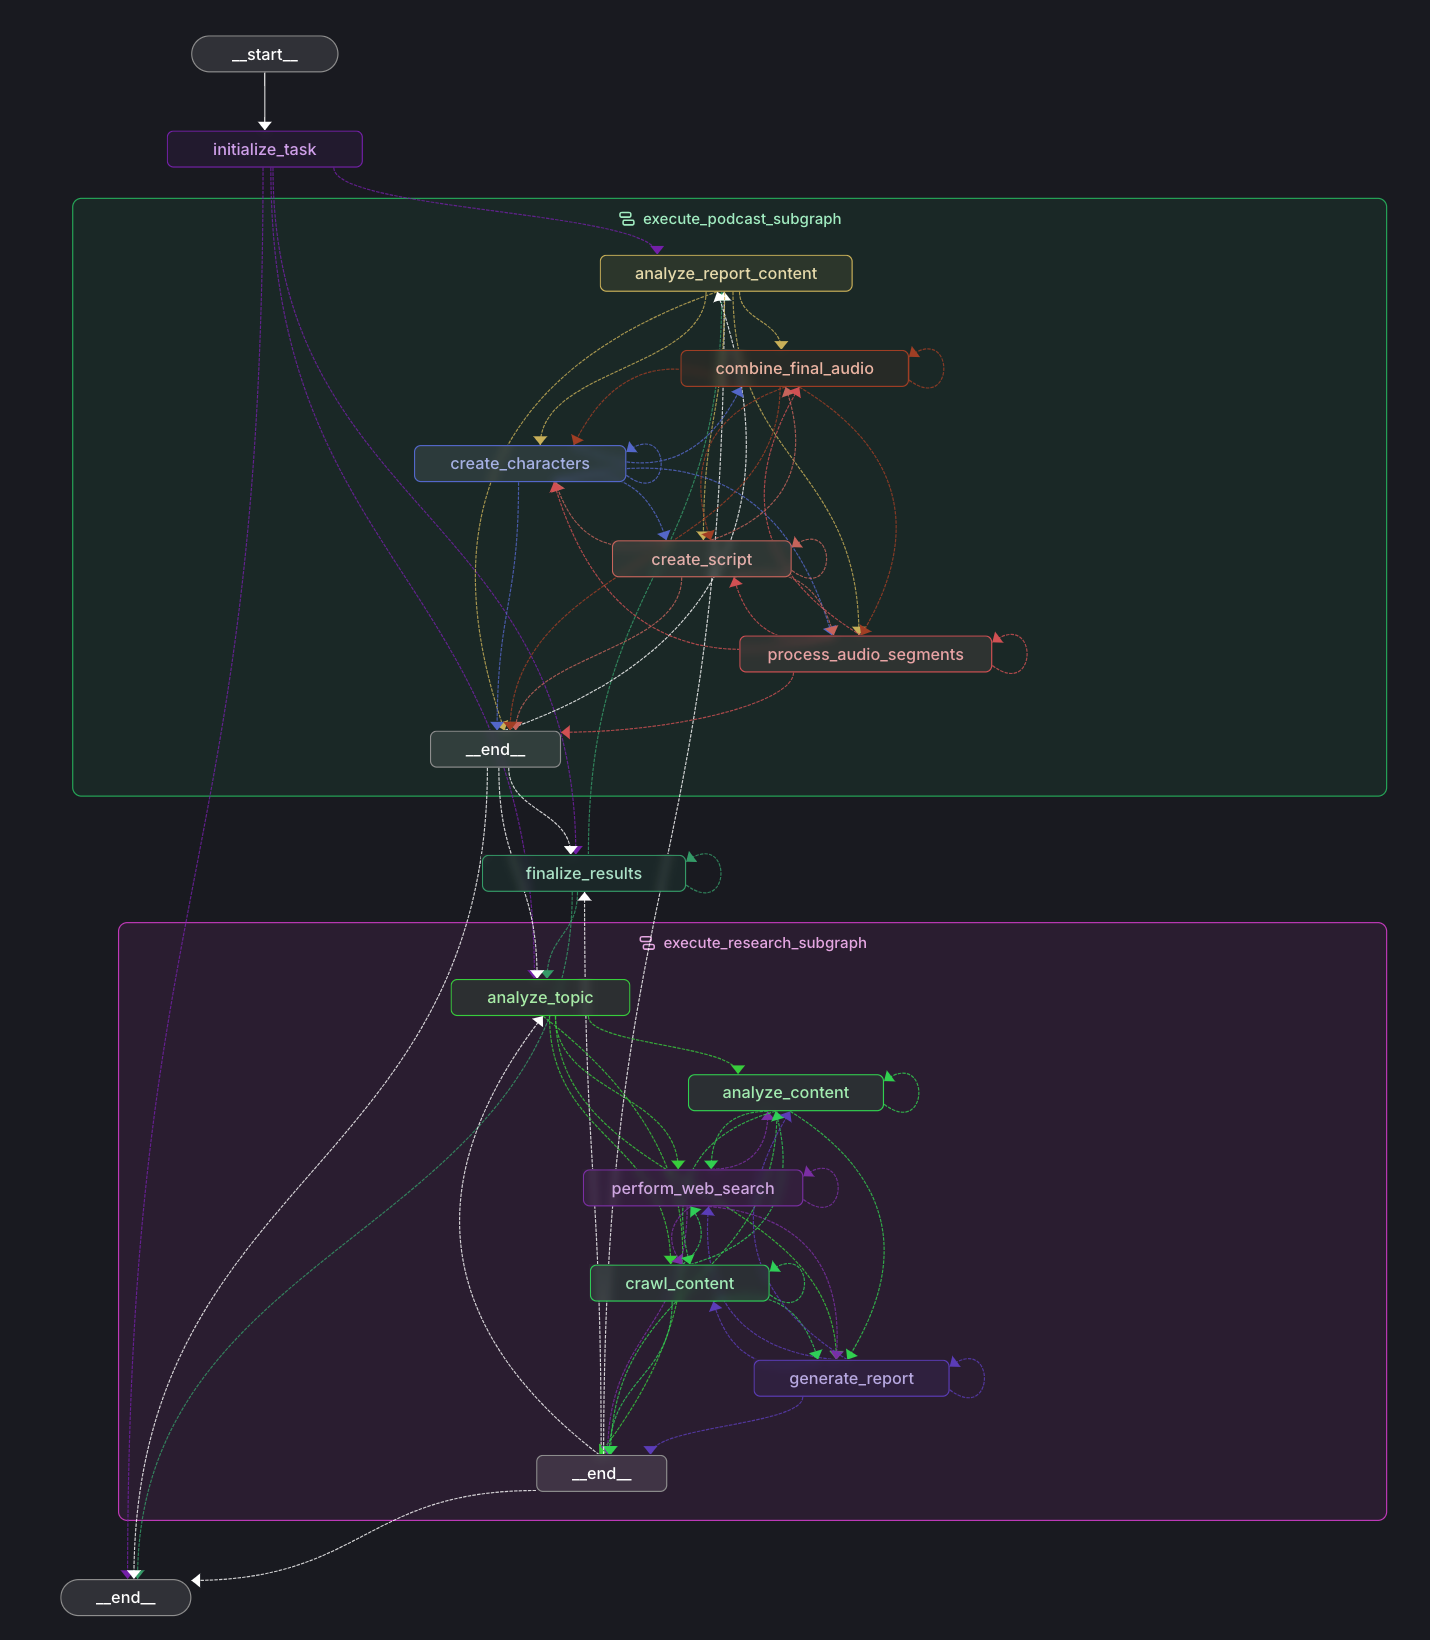 __start__
initialize_task
execute_podcast_subgraph
analyze_report_content
combine_final_audio
create_characters
create_script
process_audio_segments
__end__
finalize_results
execute_research_subgraph
analyze_topic
analyze_content
perform_web_search
crawl_content
generate_report
__end__
__end__